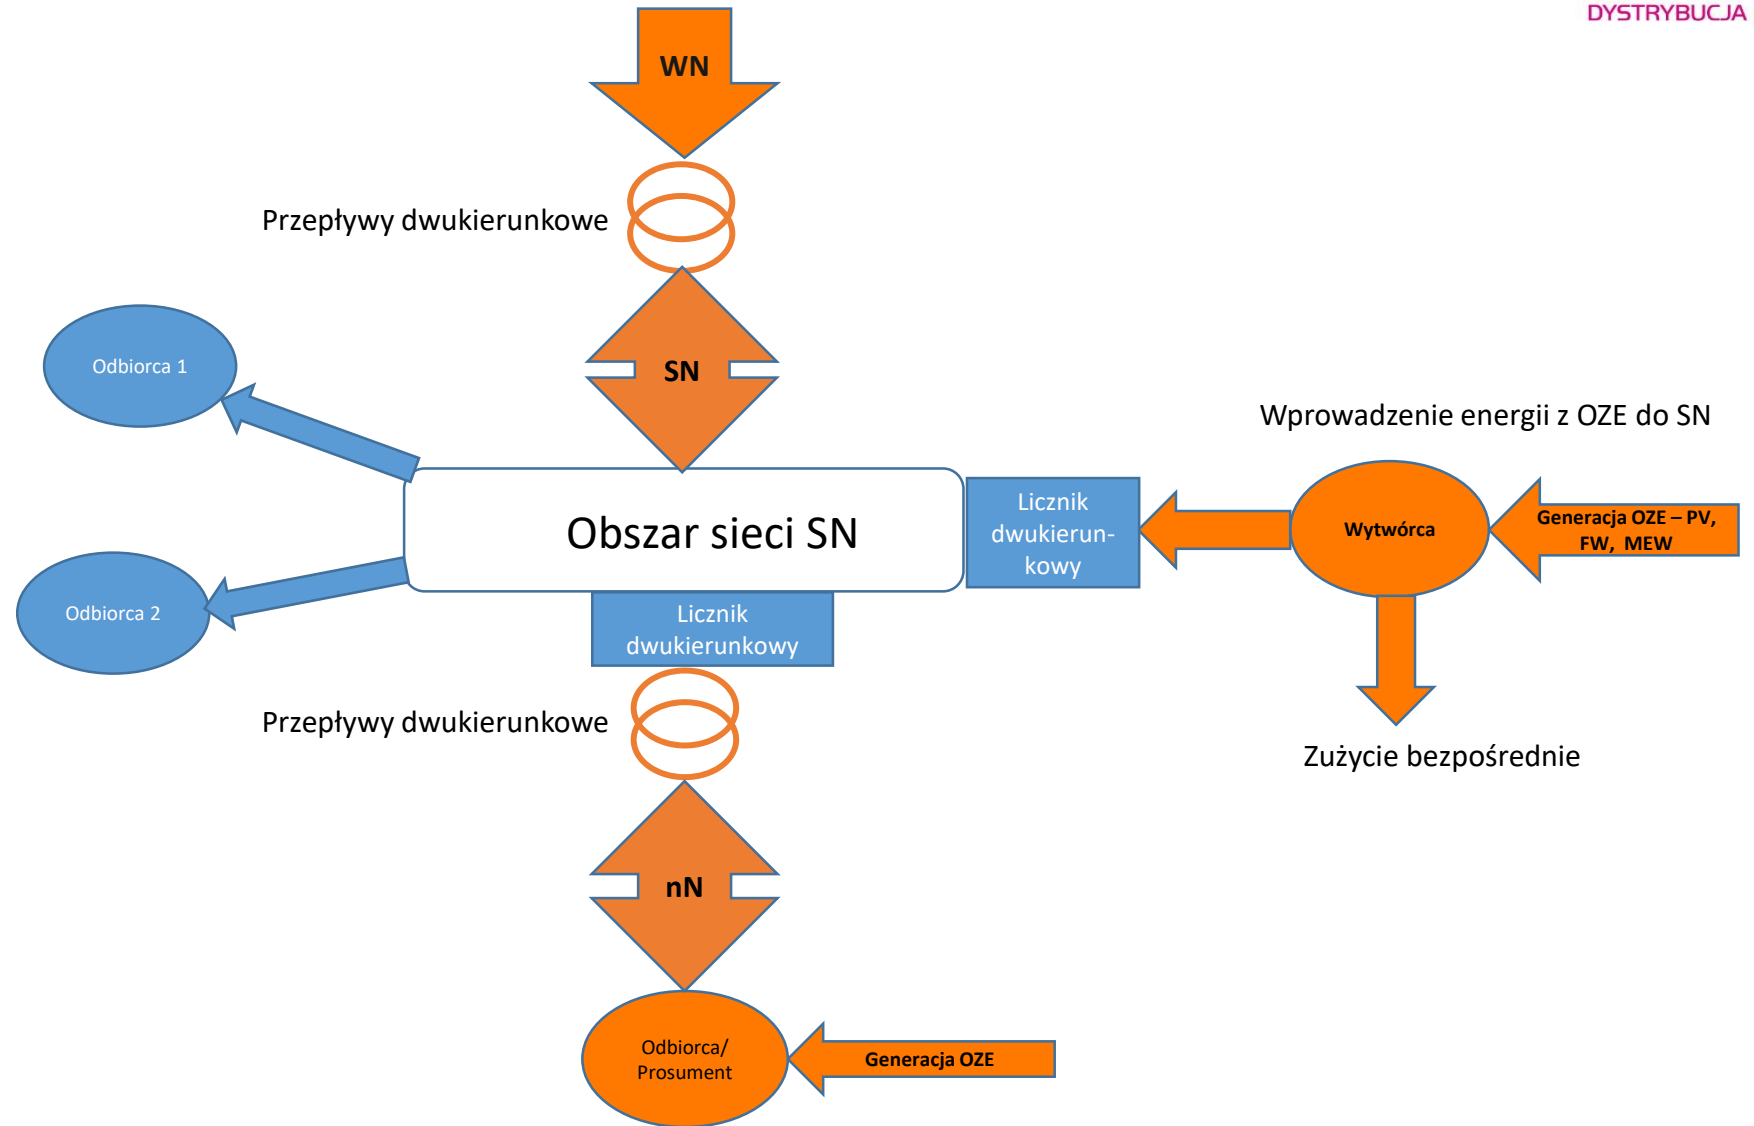 DYSTRYBUCJA
WN
Przepływy dwukierunkowe
Odbiorca 1
SN
Wprowadzenie energii z OZE do SN
Obszar sieci SN
Licznik
dwukierun-
kowy
Wytwórca
Generacja OZE – PV,
FW, MEW
Odbiorca 2
Licznik
dwukierunkowy
Przepływy dwukierunkowe
Zużycie bezpośrednie
nN
Odbiorca/
Prosument
Generacja OZE